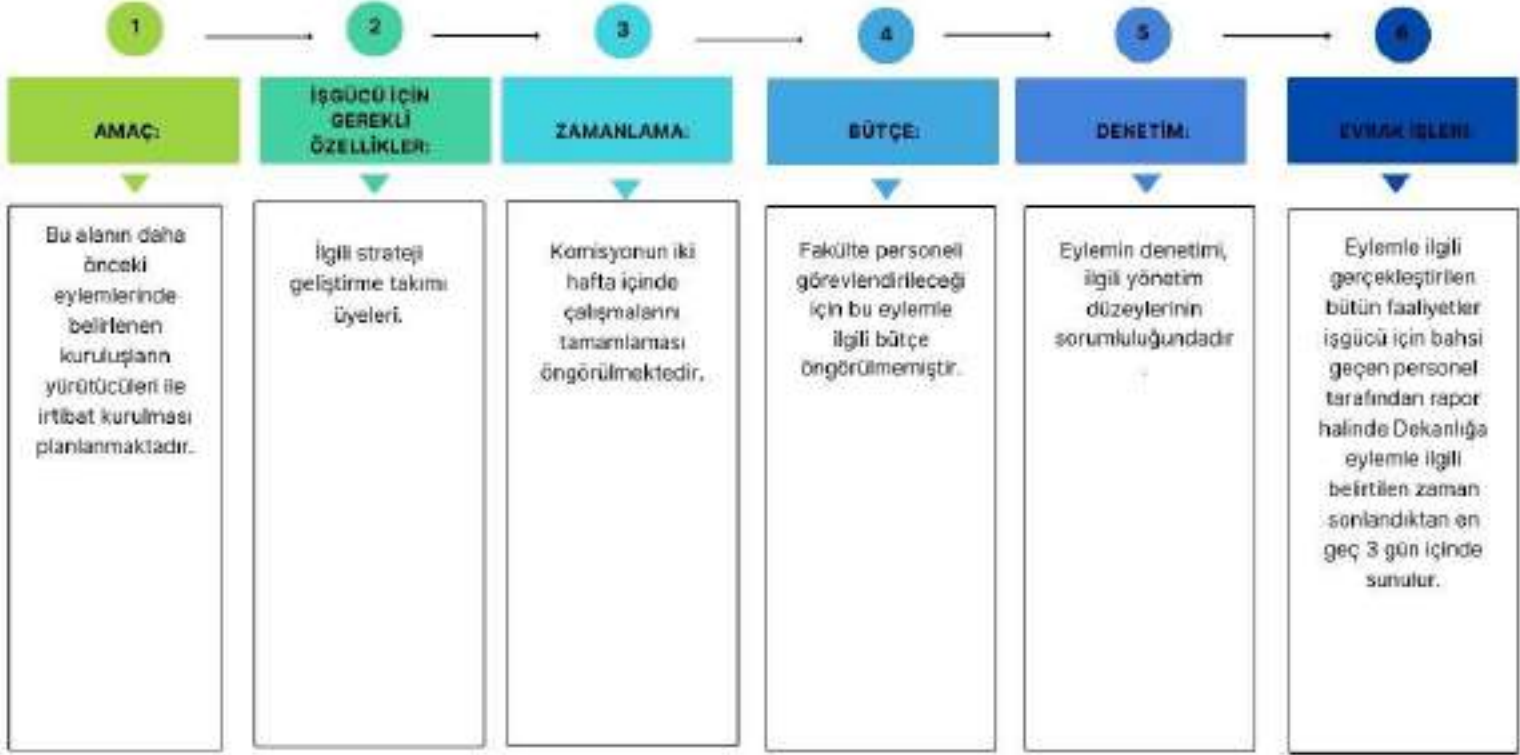 1
2
3
4
5
6
AMAÇ:
İŞGÜCÜ İÇİN
GEREKLİ
ÖZELLİKLER:
ZAMANLAMA:
BÜTÇE:
DENETİM:
EVRAK İŞLERİ:
Bu alanın daha
önceki
eylemlerinde
belirlenen
kuruluşların
yürütücüleri ile
irtibat kurulması
planlanmaktadır.
İlgili strateji
geliştirme takımı
üyeleri.
Komisyonun iki
hafta içinde
çalışmalarını
tamamlaması
öngörülmektedir.
Fakülte personeli
görevlendirileceği
için bu eylemle
ilgili bütçe
öngörülmemiştir.
Eylemin denetimi,
ilgili yönetim
düzeylerinin
sorumluluğundadır
.
Eylemle ilgili
gerçekleştirilen
bütün faaliyetler
işgücü için bahsi
geçen personel
tarafından rapor
halinde Dekanlığa
eylemle ilgili
belirtilen zaman
sonlandıktan en
geç 3 gün içinde
sunulur.